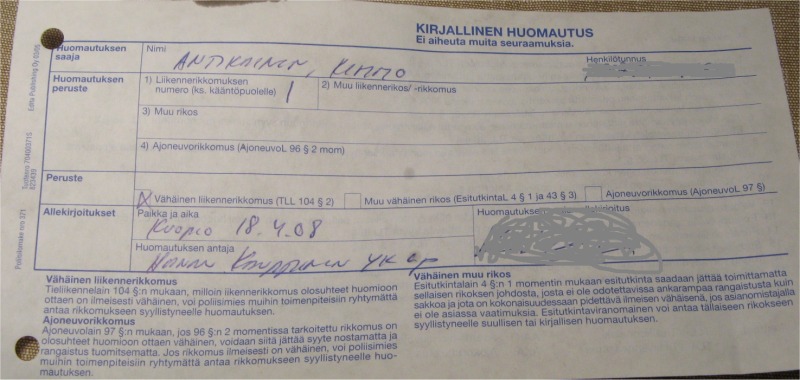 KIRJALLINEN HUOMAUTUS
Ei aiheuta muita seuraamuksia.
Huomautuksen saaja
Nimi
ANTIKAINEN, KIMMO
Henkilötunnus
Huomautuksen peruste
1) Liikennerikkomuksen numero (ks. kääntöpuolelle) 1
2) Muu liikennerikos/ -rikkomus
3) Muu rikos
4) Ajoneuvorikkomus (AjoneuvoL 96 § 2 mom)
Peruste
X Vähäinen liikennerikkomus (TLL 104 § 2)
Muu vähäinen rikos (EsitutkintaL 4 § 1 ja 43 § 3)
Ajoneuvorikkomus (AjoneuvoL 97 §)
Allekirjoitukset
Paikka ja aika
Kuopio 18.4.08
Huomautuksen
Huomautuksen antaja
Vähäinen liikennerikkomus
Tieliikennelain 104 §:n mukaan, milloin liikennerikkomus olosuhteet huomioon
ottaen on ilmeisesti vähäinen, voi poliisimies muihin toimenpiteisiin ryhtymättä
antaa rikkomukseen syyllistyneelle huomautuksen.
Ajoneuvorikkomus
Ajoneuvolain 97 §:n mukaan, jos 96 §:n 2 momentissa tarkoitettu rikkomus on
olosuhteet huomioon ottaen vähäinen, voidaan siitä jättää syyte nostamatta ja
rangaistus tuomitsematta. Jos rikkomus ilmeisesti on vähäinen, voi poliisimies
muihin toimenpiteisiin ryhtymättä antaa rikkomukseen syyllistyneelle huo-
mautuksen.
Vähäinen muu rikos
Esitutkintalain 4 §:n 1 momentin mukaan esitutkinta saadaan jättää toimittamatta
sellaisen rikoksen johdosta, josta ei ole odotettavissa ankarampaa rangaistusta kuin
sakkoa ja jota on kokonaisuudessaan pidettävä ilmeisen vähäisenä, jos asianomistajalla
ei ole asiassa vaatimuksia. Esitutkintaviranomainen voi antaa tällaiseen rikokseen
syyllistyneelle suullisen tai kirjallisen huomautuksen.